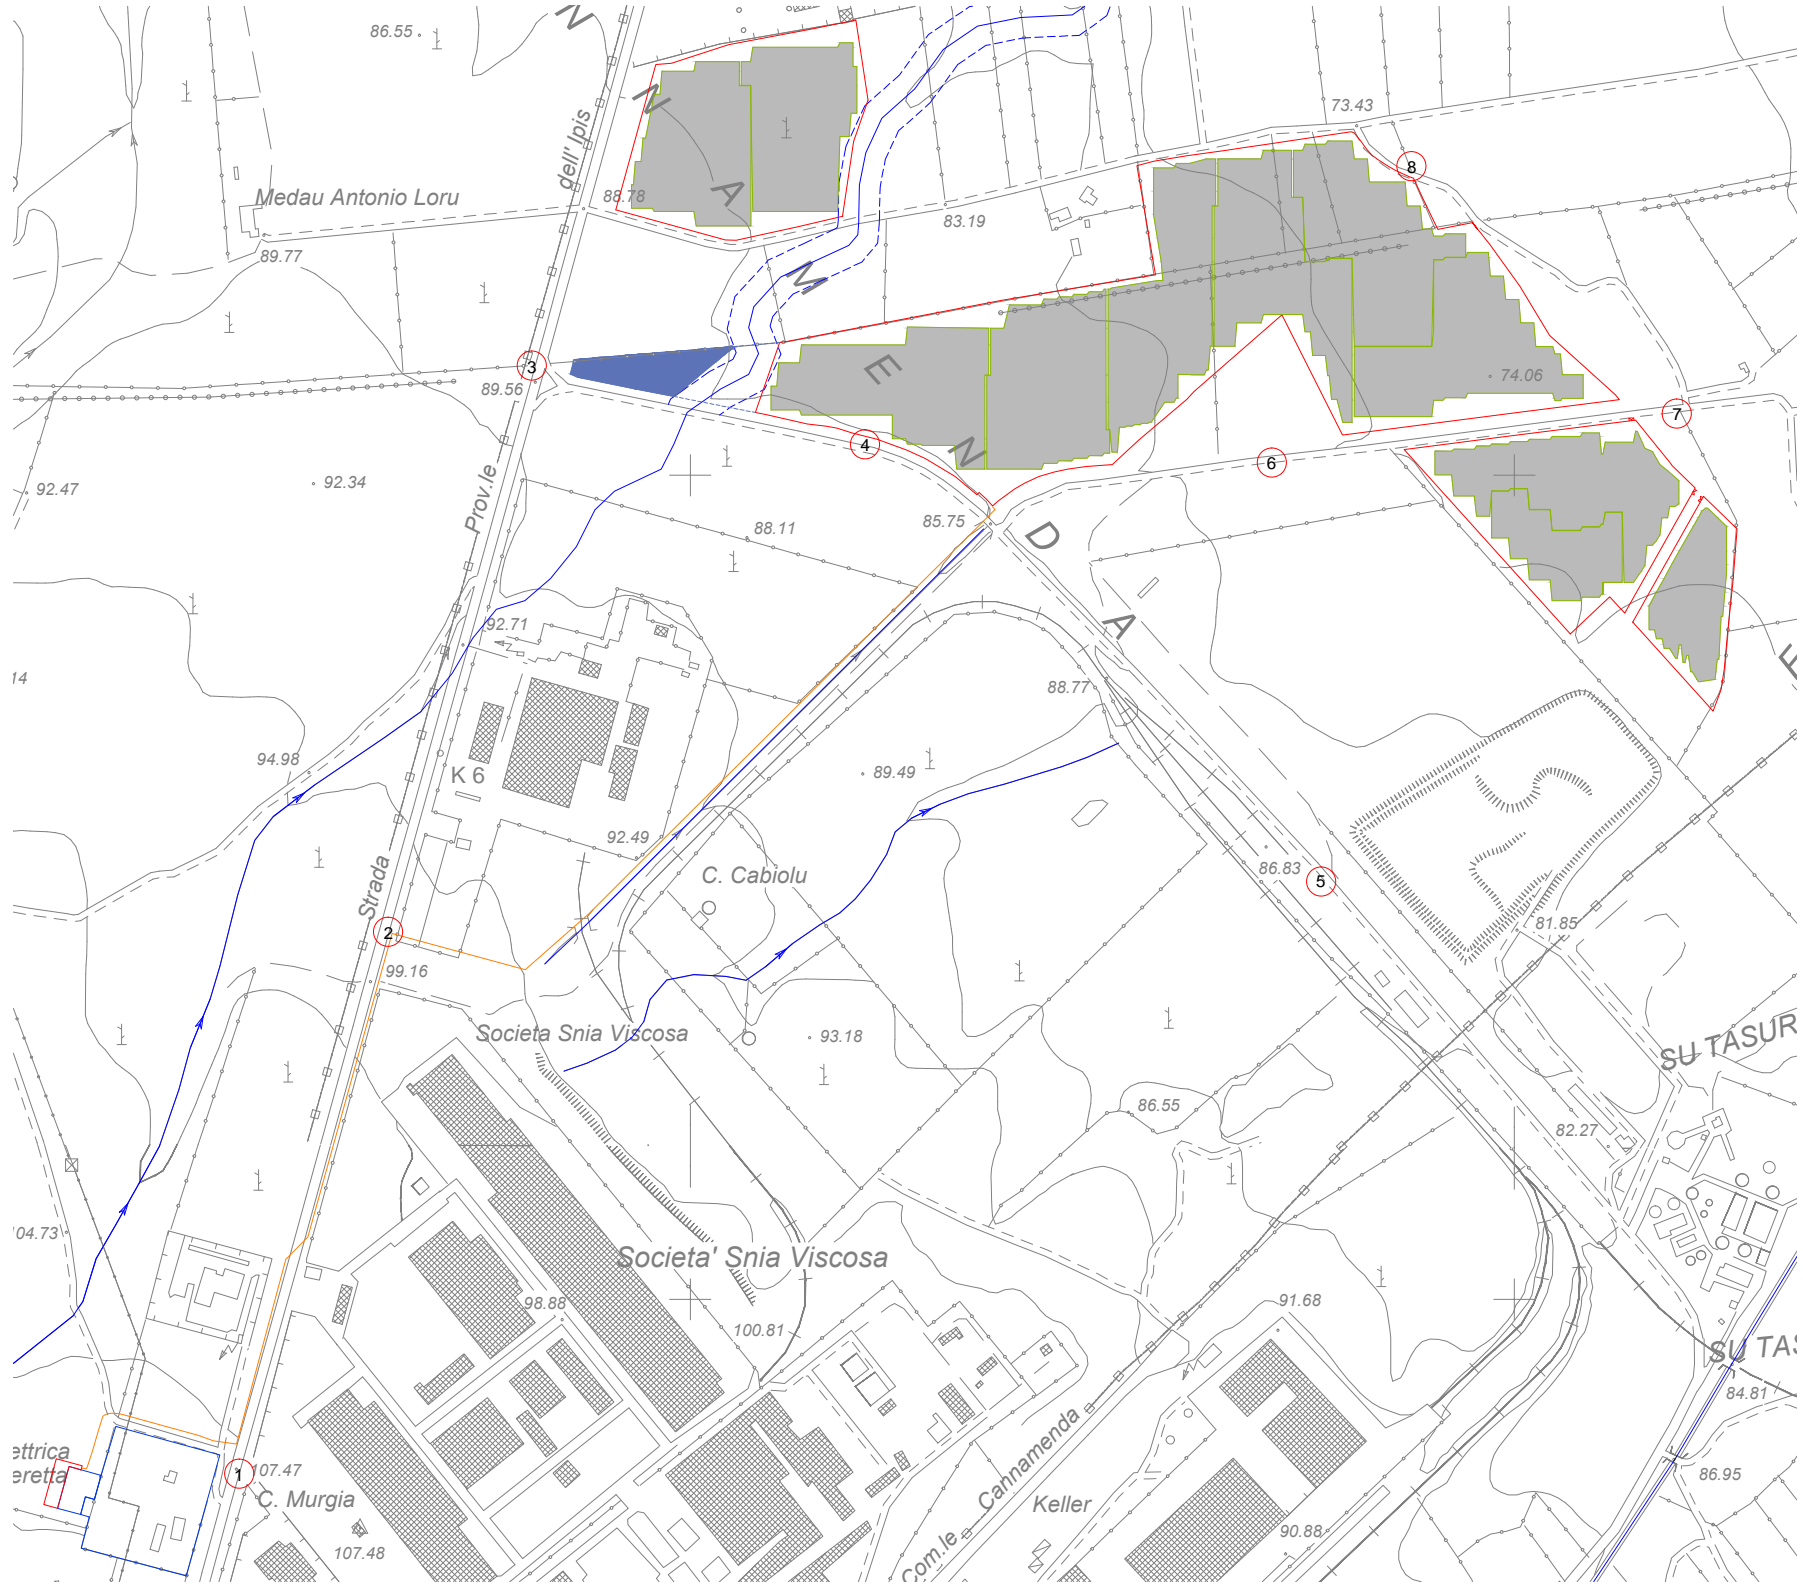 86.55
N
73.43
dell' Ipis
N
8
Medau Antonio Loru
88.78
A
83.19
89.77
M
3
89.56
E
74.06
7
4
N
6
92.47
92.34
Prov.le
88.11
85.75
D
92.71
A
14
88.77
94.98
K 6
89.49
92.49
C. Cabiolu
86.83
5
Strada
2
81.85
99.16
Societa Snia Viscosa
93.18
SU TASUR
86.55
82.27
04.73
Societa' Snia Viscosa
98.88
100.81
91.68
SU TAS
84.81
ettrica
eretta
1
107.47
C. Murgia
Com.le Cannamenda
Keller
86.95
90.88
107.48